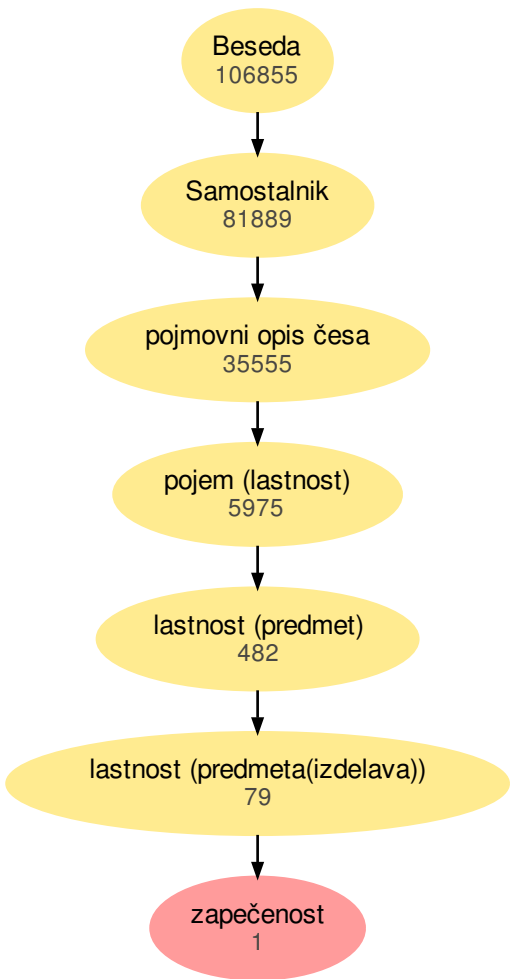 Beseda
106855
Samostalnik
81889
pojmovni opis česa
35555
pojem (lastnost)
5975
lastnost (predmet)
482
lastnost (predmeta(izdelava))
79
zapečenost
1